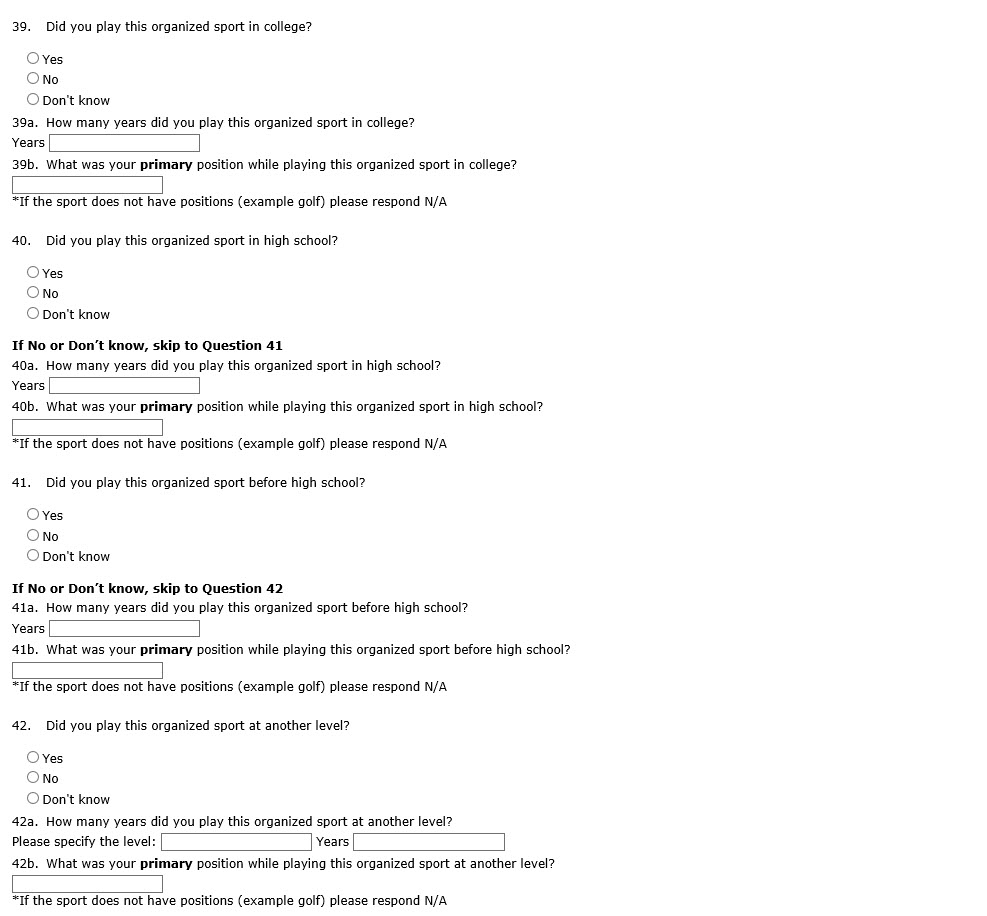 39. Did you play this organized sport in college?
Yes
No
Don't know
39a. How many years did you play this organized sport in college?
Years
39b. What was your primary position while playing this organized sport in college?
*If the sport does not have positions (example golf) please respond N/A
40. Did you play this organized sport in high school?
Yes
No
Don't know
If No or Don’t know, skip to Question 41
40a. How many years did you play this organized sport in high school?
Years
40b. What was your primary position while playing this organized sport in high school?
*If the sport does not have positions (example golf) please respond N/A
41. Did you play this organized sport before high school?
Yes
No
Don't know
If No or Don’t know, skip to Question 42
41a. How many years did you play this organized sport before high school?
Years
41b. What was your primary position while playing this organized sport before high school?
*If the sport does not have positions (example golf) please respond N/A
42. Did you play this organized sport at another level?
Yes
No
Don't know
42a. How many years did you play this organized sport at another level?
Please specify the level: Years
42b. What was your primary position while playing this organized sport at another level?
*If the sport does not have positions (example golf) please respond N/A